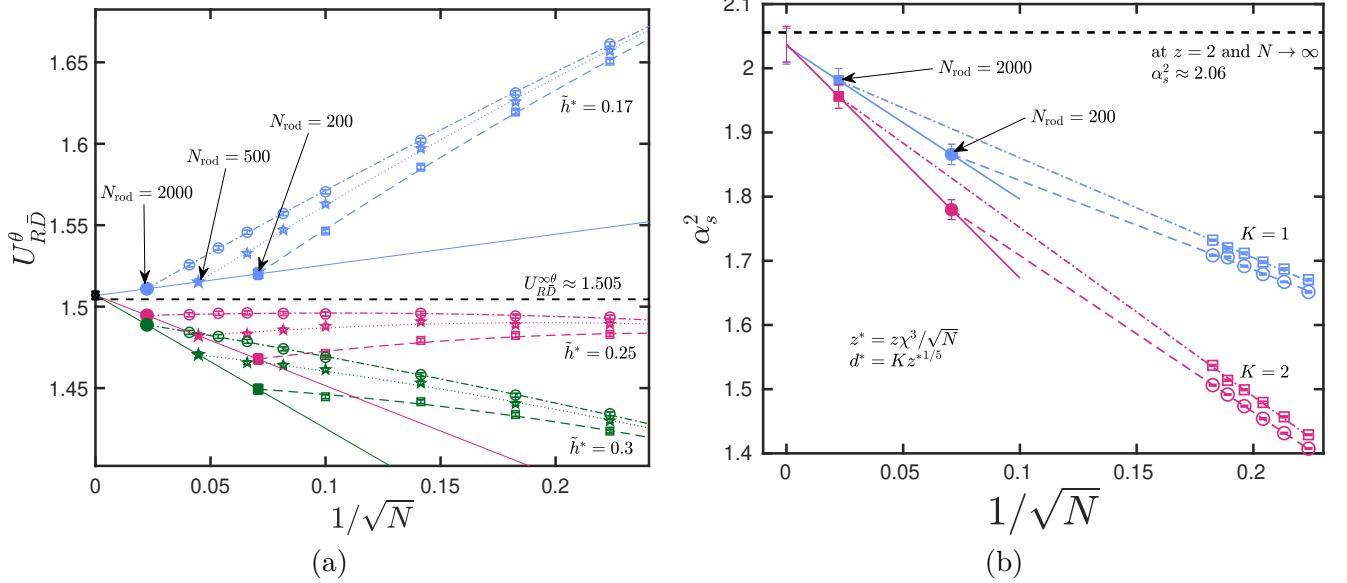 1.65
1.6
1.55
1.5
1.45
0
0.05
0.1
0.15
0.2
U^θ_{RD̄}
1/√N
N_rod = 2000
N_rod = 500
N_rod = 200
h̃* = 0.17
U^{∞θ}_{RD̄} ≈ 1.505
h̃* = 0.25
h̃* = 0.3
(a)
2.1
2
1.9
1.8
1.7
1.6
1.5
1.4
0
0.05
0.1
0.15
0.2
α_s^2
1/√N
at z = 2 and N → ∞
α_s^2 ≈ 2.06
N_rod = 2000
N_rod = 200
K = 1
K = 2
z* = zχ^3/√N
d* = Kz*^{1/5}
(b)